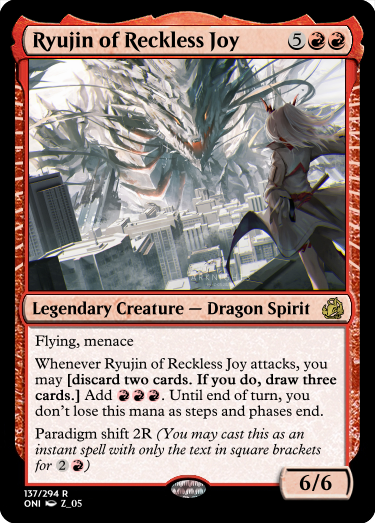 Ryujin of Reckless Joy 5
Legendary Creature — Dragon Spirit
Flying, menace
Whenever Ryujin of Reckless Joy attacks, you
may [discard two cards. If you do, draw three
cards.] Add . Until end of turn, you
don't lose this mana as steps and phases end.
Paradigm shift 2R (You may cast this as an
instant spell with only the text in square brackets
for 2 )
6/6
137/294 R
ONI Z_05